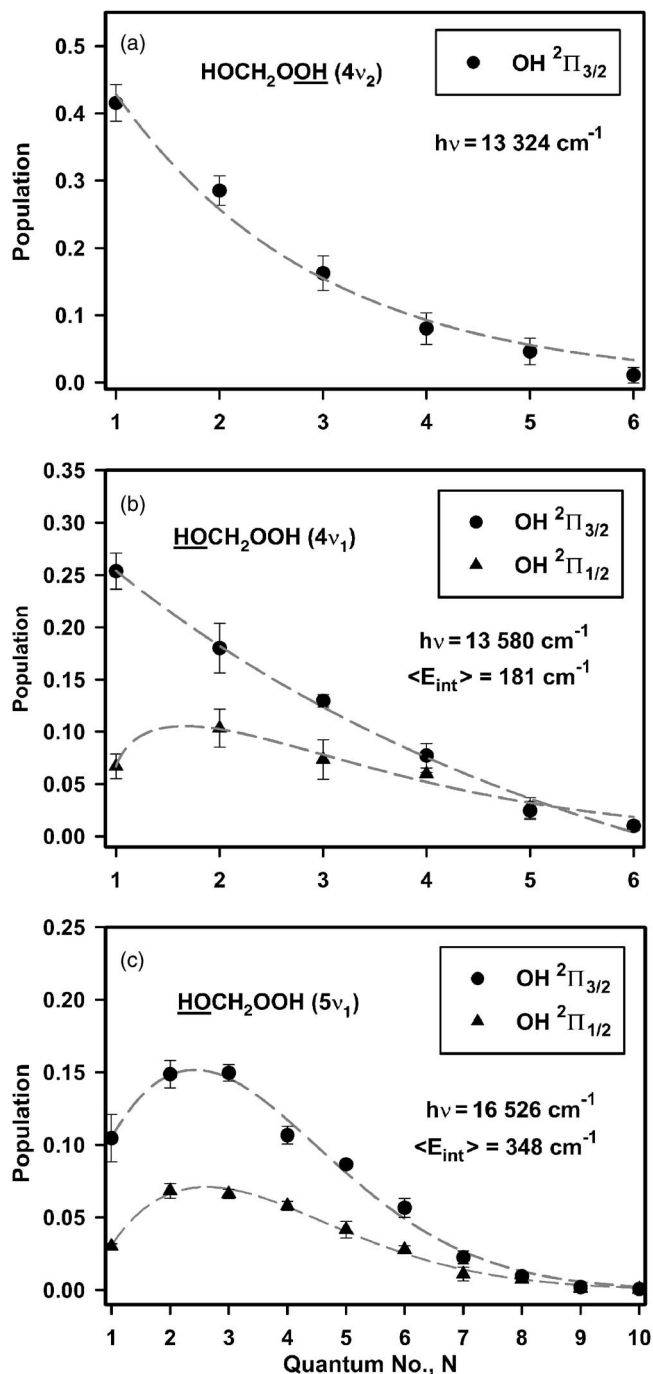 (a)
HOCH₂OOH (4ν₂)
OH ²Π₃/₂
hν = 13 324 cm⁻¹
Population
0.5
0.4
0.3
0.2
0.1
0.0
1 2 3 4 5 6
(b)
HOCH₂OOH (4ν₁)
OH ²Π₃/₂
OH ²Π₁/₂
hν = 13 580 cm⁻¹
<E_int> = 181 cm⁻¹
Population
0.35
0.30
0.25
0.20
0.15
0.10
0.05
0.00
1 2 3 4 5 6
(c)
HOCH₂OOH (5ν₁)
OH ²Π₃/₂
OH ²Π₁/₂
hν = 16 526 cm⁻¹
<E_int> = 348 cm⁻¹
Population
0.25
0.20
0.15
0.10
0.05
0.00
1 2 3 4 5 6 7 8 9 10
Quantum No., N